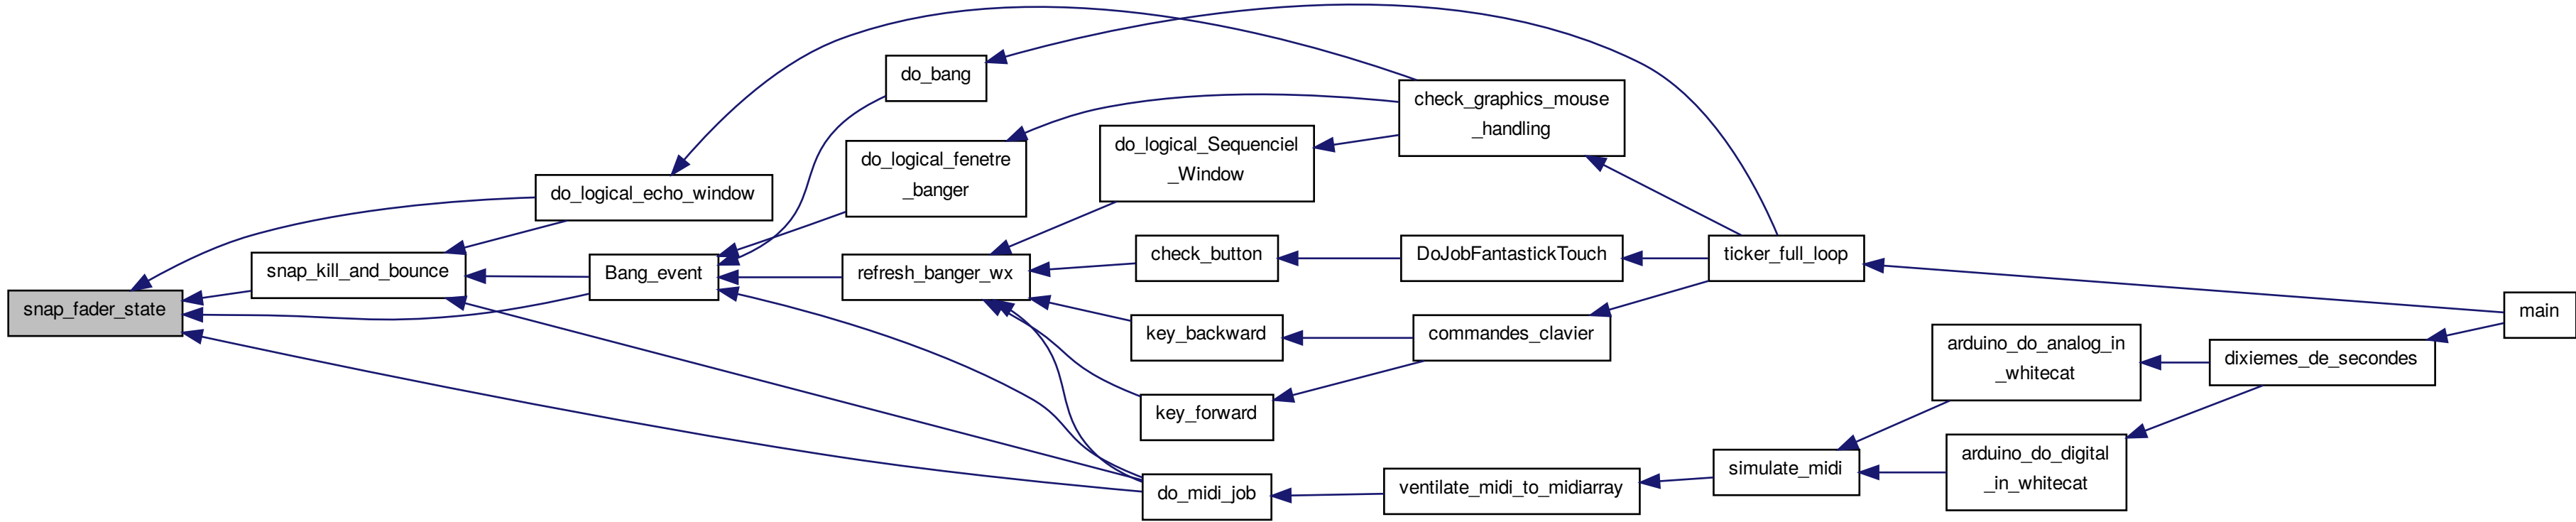 snap_fader_state
do_logical_echo_window
snap_kill_and_bounce
Bang_event
do_bang
do_logical_fenetre
_banger
refresh_banger_wx
do_logical_Sequenciel
_Window
check_button
key_backward
key_forward
do_midi_job
check_graphics_mouse
_handling
DoJobFantastickTouch
commandes_clavier
ventilate_midi_to_midiarray
ticker_full_loop
simulate_midi
arduino_do_analog_in
_whitecat
arduino_do_digital
_in_whitecat
dixiemes_de_secondes
main